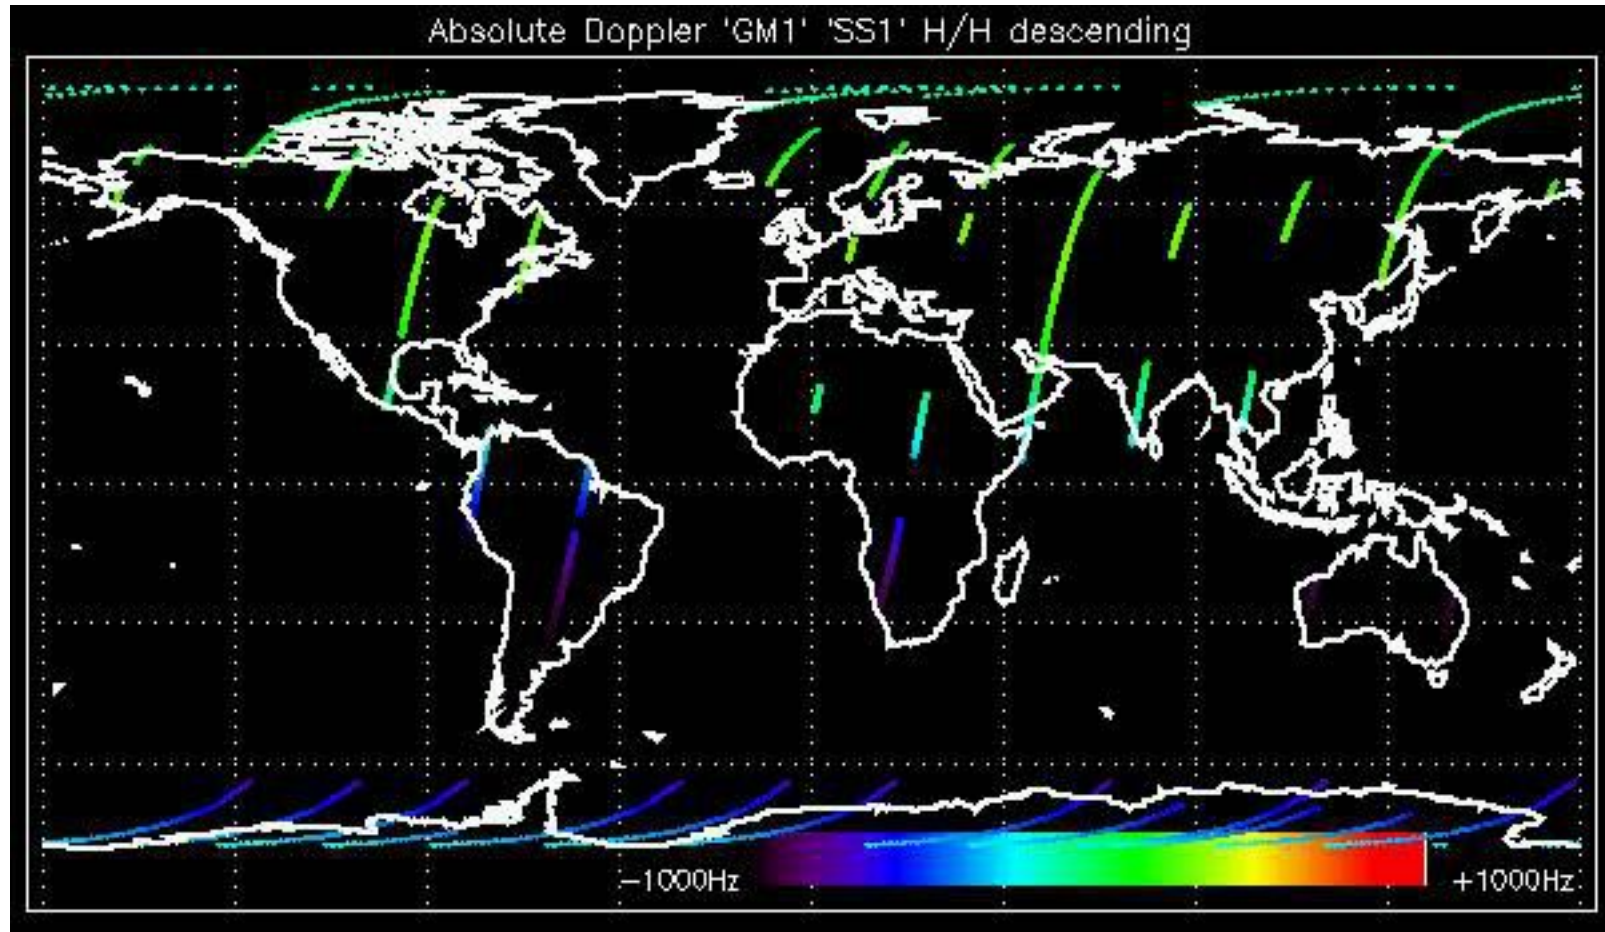 Absolute Doppler 'GM1' 'SS1' H/H descending
−1000Hz
+1000Hz